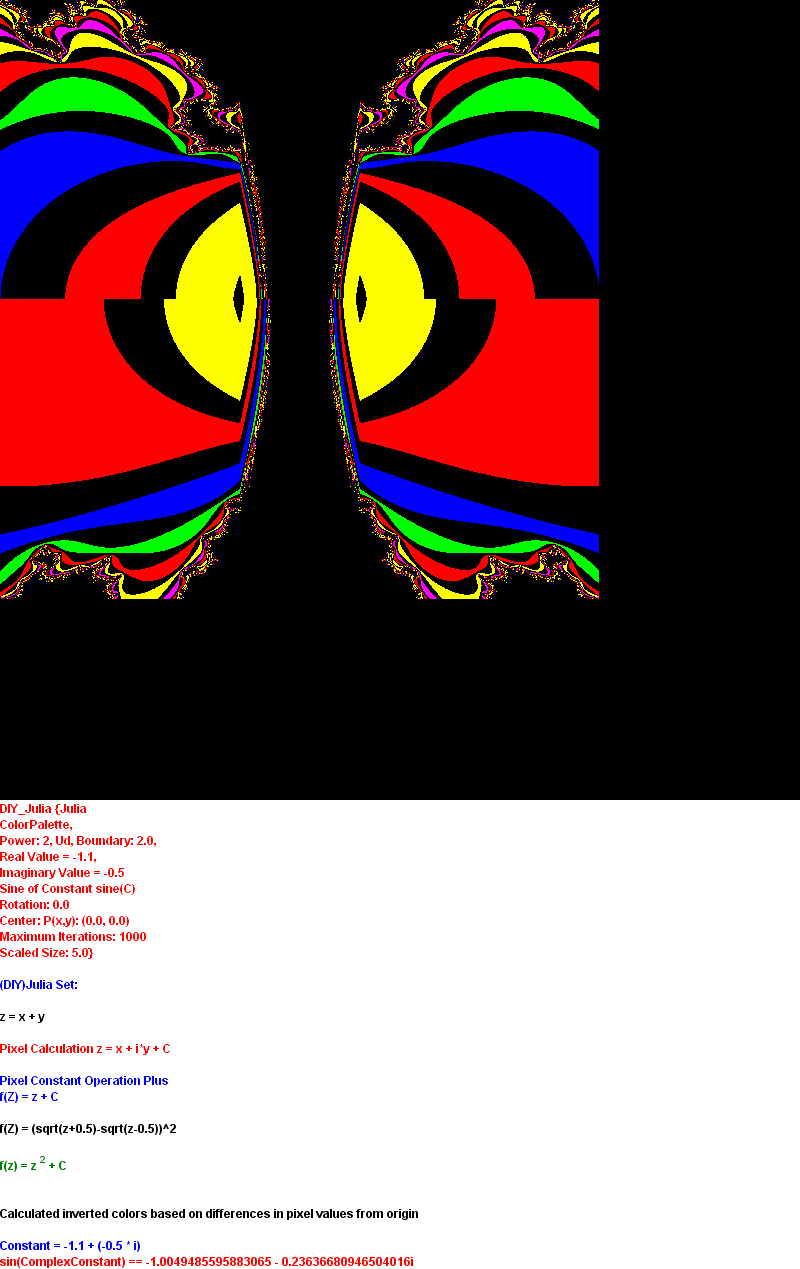 DIY_Julia {Julia
ColorPalette,
Power: 2, Ud, Boundary: 2.0,
Real Value = -1.1,
Imaginary Value = -0.5
Sine of Constant sine(C)
Rotation: 0.0
Center: P(x,y): (0.0, 0.0)
Maximum Iterations: 1000
Scaled Size: 5.0}
(DIY)Julia Set:
z = x + y
Pixel Calculation z = x + i*y + C
Pixel Constant Operation Plus
f(Z) = z + C
f(Z) = (sqrt(z+0.5)-sqrt(z-0.5))^2
f(z) = z 2 + C
Calculated inverted colors based on differences in pixel values from origin
Constant = -1.1 + (-0.5 * i)
sin(ComplexConstant) == -1.0049485595883065 - 0.23636680946504016i